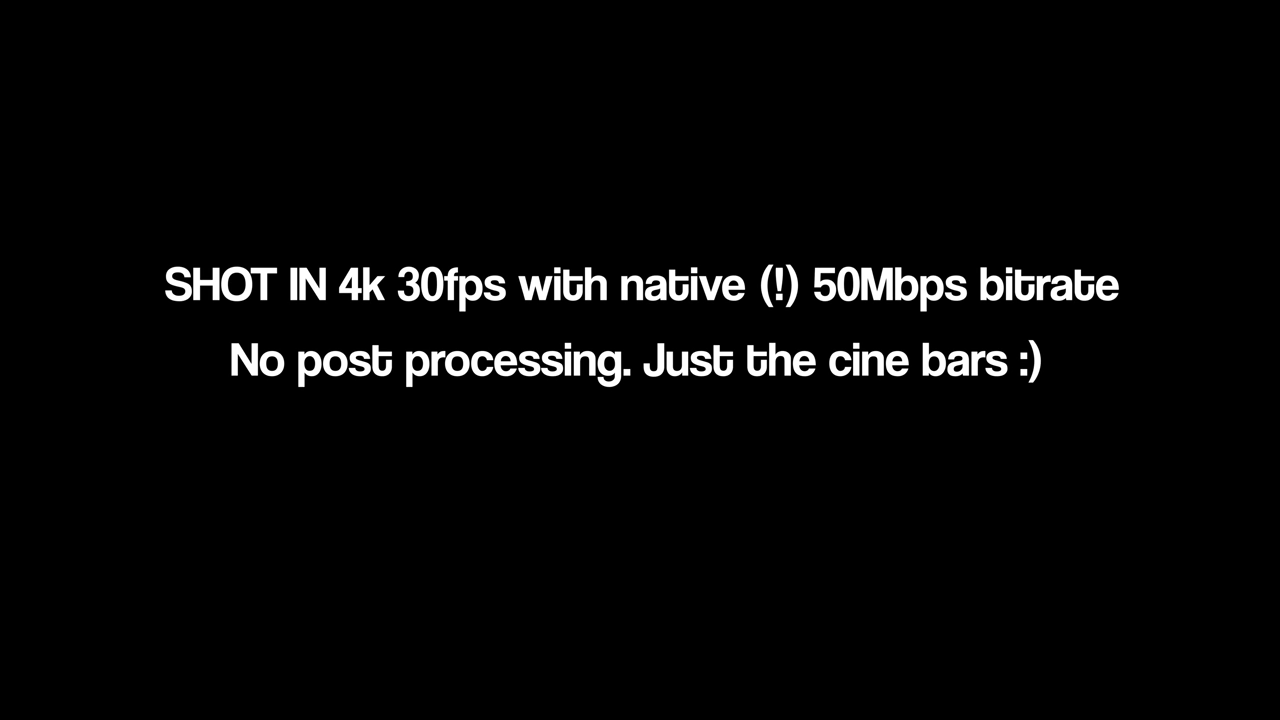 SHOT IN 4k 30fps with native (!) 50Mbps bitrate
No post processing. Just the cine bars :)